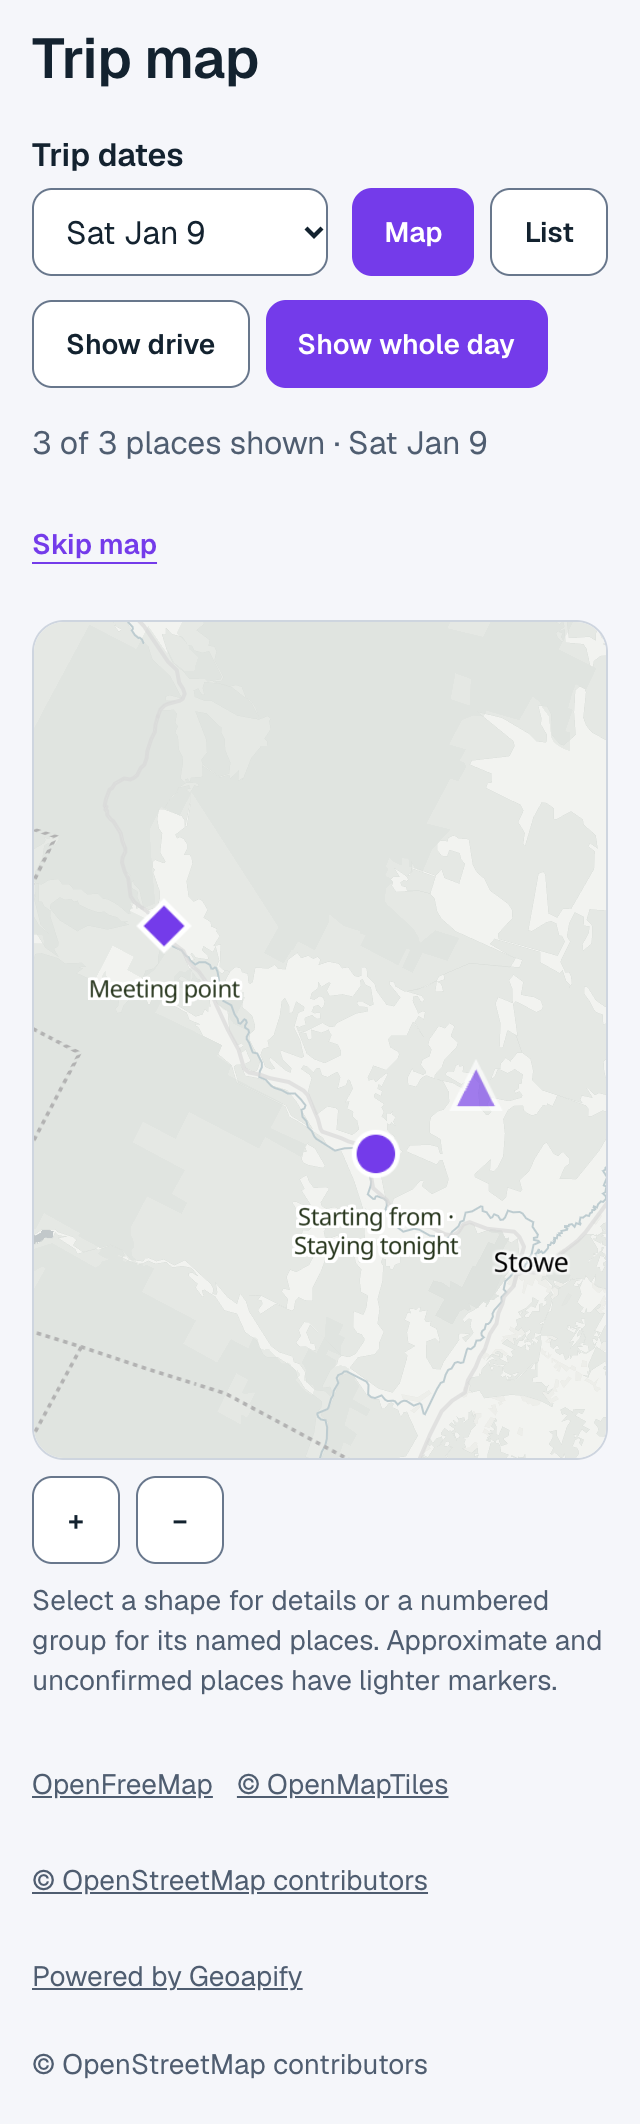 Trip map
Trip dates
Sat Jan 9
Map
List
Show drive
Show whole day
3 of 3 places shown · Sat Jan 9
Skip map
Meeting point
Starting from ·
Staying tonight
Stowe
+
−
Select a shape for details or a numbered
group for its named places. Approximate and
unconfirmed places have lighter markers.
OpenFreeMap © OpenMapTiles
© OpenStreetMap contributors
Powered by Geoapify
© OpenStreetMap contributors